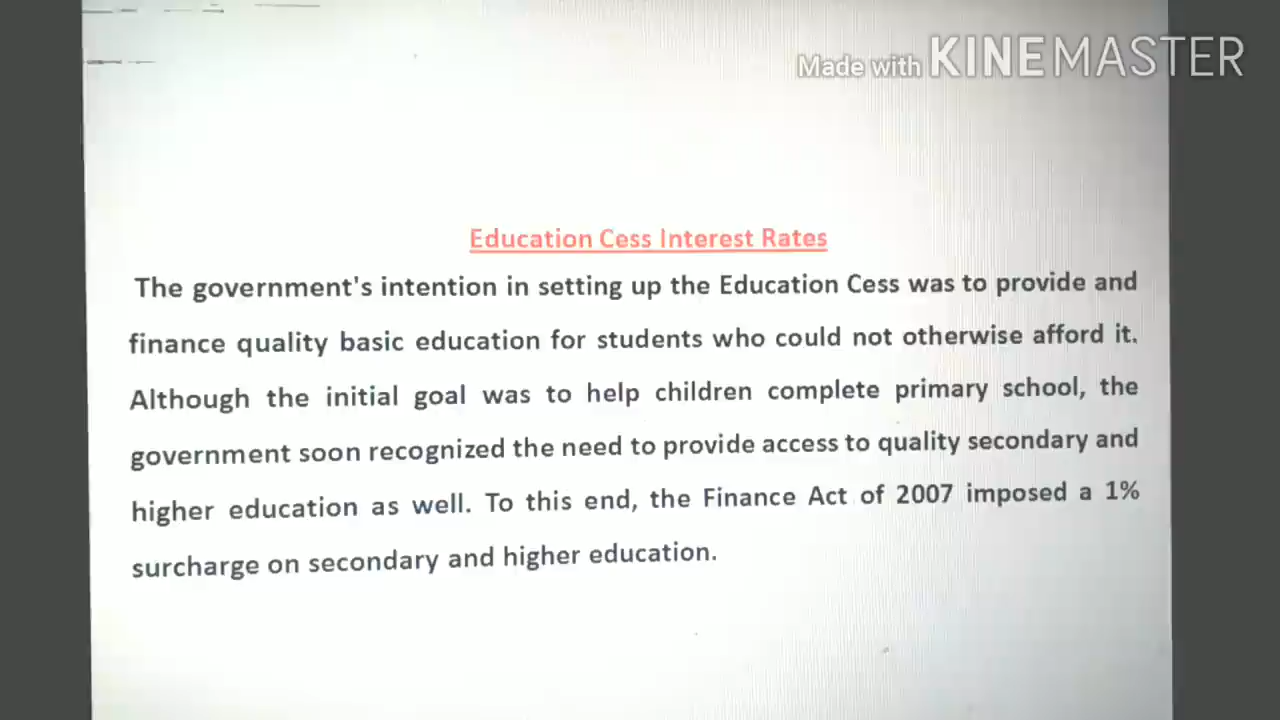 Made with KINEMASTER
Education Cess Interest Rates
The government's intention in setting up the Education Cess was to provide and
finance quality basic education for students who could not otherwise afford it.
Although the initial goal was to help children complete primary school, the
government soon recognized the need to provide access to quality secondary and
higher education as well. To this end, the Finance Act of 2007 imposed a 1%
surcharge on secondary and higher education.